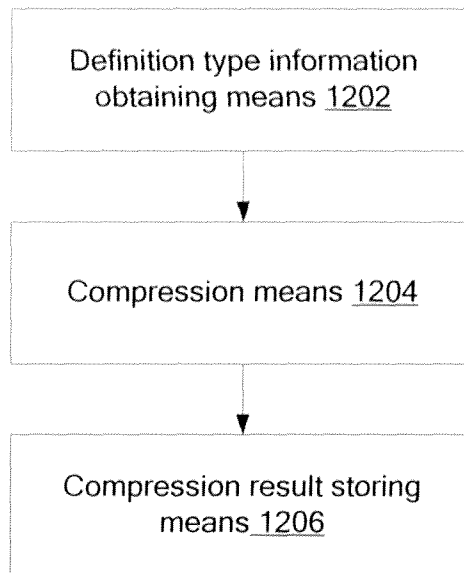 Definition type information
obtaining means 1202
Compression means 1204
Compression result storing
means 1206